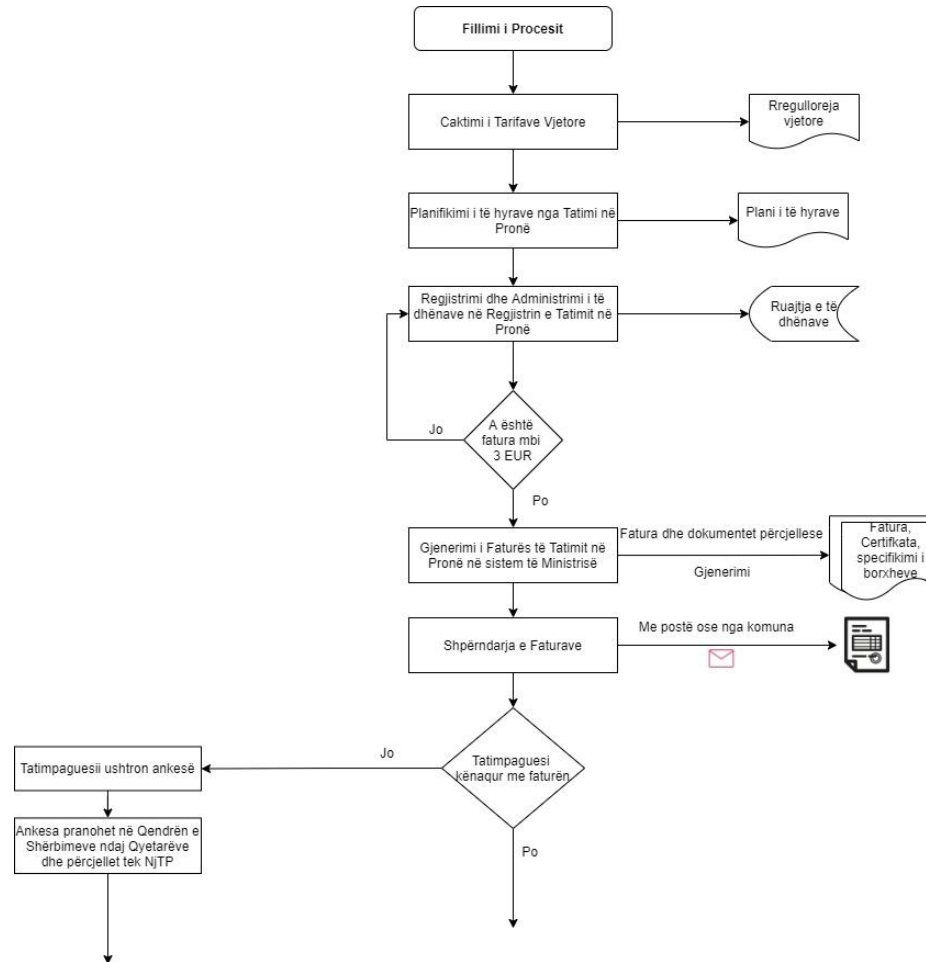 Fillimi i Procesit
Caktimi i Tarifave Vjetore
Rregulloreja
vjetore
Planifikimi i të hyrave nga Tatimi në
Pronë
Plani i të hyrave
Regjistrimi dhe Administrimi i të
dhënave në Regjistrin e Tatimit në
Pronë
Ruajtja e të
dhënave
A është
fatura mbi
3 EUR
Jo
Po
Gjenerimi i Faturës të Tatimit në
Pronë në sistem të Ministrisë
Fatura dhe dokumentet përcjellese
Gjenerimi
Fatura,
Certifkata,
specifikimi i
borxheve
Shpërndarja e Faturave
Me postë ose nga komuna
Tatimpaguesi
kënaqur me faturën
Jo
Po
Tatimpaguesii ushtron ankesë
Ankesa pranohet në Qendrën e
Shërbimeve ndaj Qyetarëve
dhe përcjellet tek NjTP